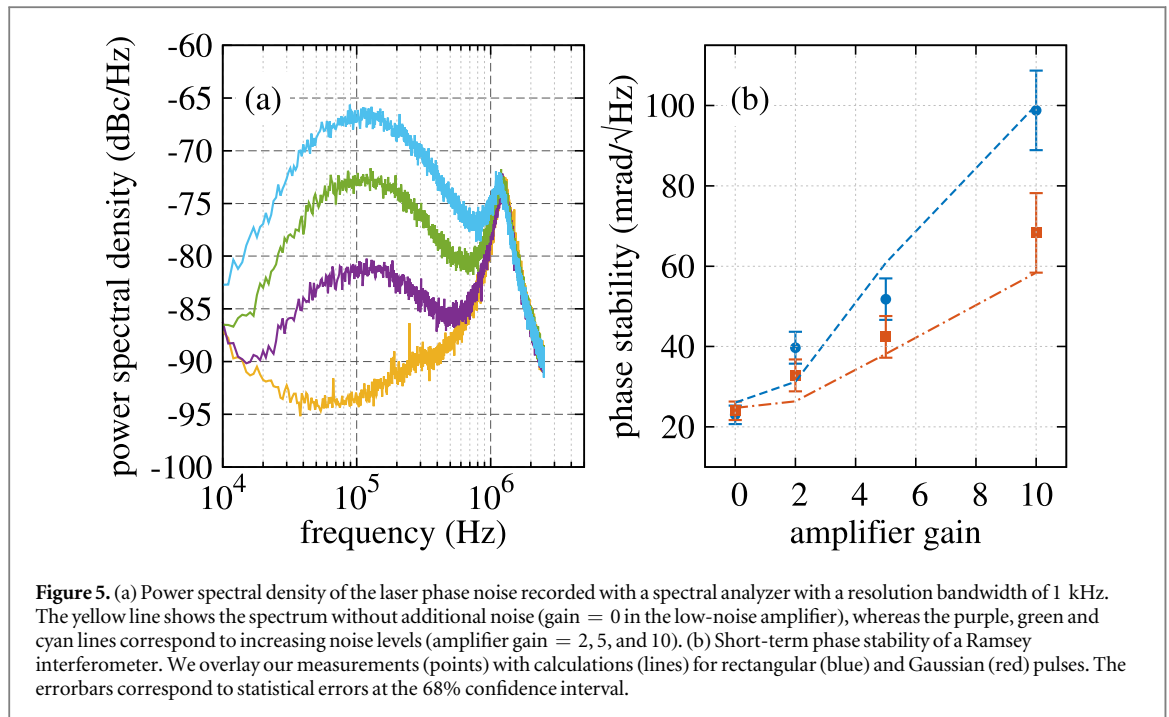 (a)
power spectral density (dBc/Hz)
-60
-65
-70
-75
-80
-85
-90
-95
-100
10⁴
10⁵
10⁶
frequency (Hz)
(b)
phase stability (mrad/√Hz)
100
80
60
40
20
0
2
4
6
8
10
amplifier gain
Figure 5. (a) Power spectral density of the laser phase noise recorded with a spectral analyzer with a resolution bandwidth of 1 kHz.
The yellow line shows the spectrum without additional noise (gain = 0 in the low-noise amplifier), whereas the purple, green and
cyan lines correspond to increasing noise levels (amplifier gain = 2, 5, and 10). (b) Short-term phase stability of a Ramsey
interferometer. We overlay our measurements (points) with calculations (lines) for rectangular (blue) and Gaussian (red) pulses. The
errorbars correspond to statistical errors at the 68% confidence interval.